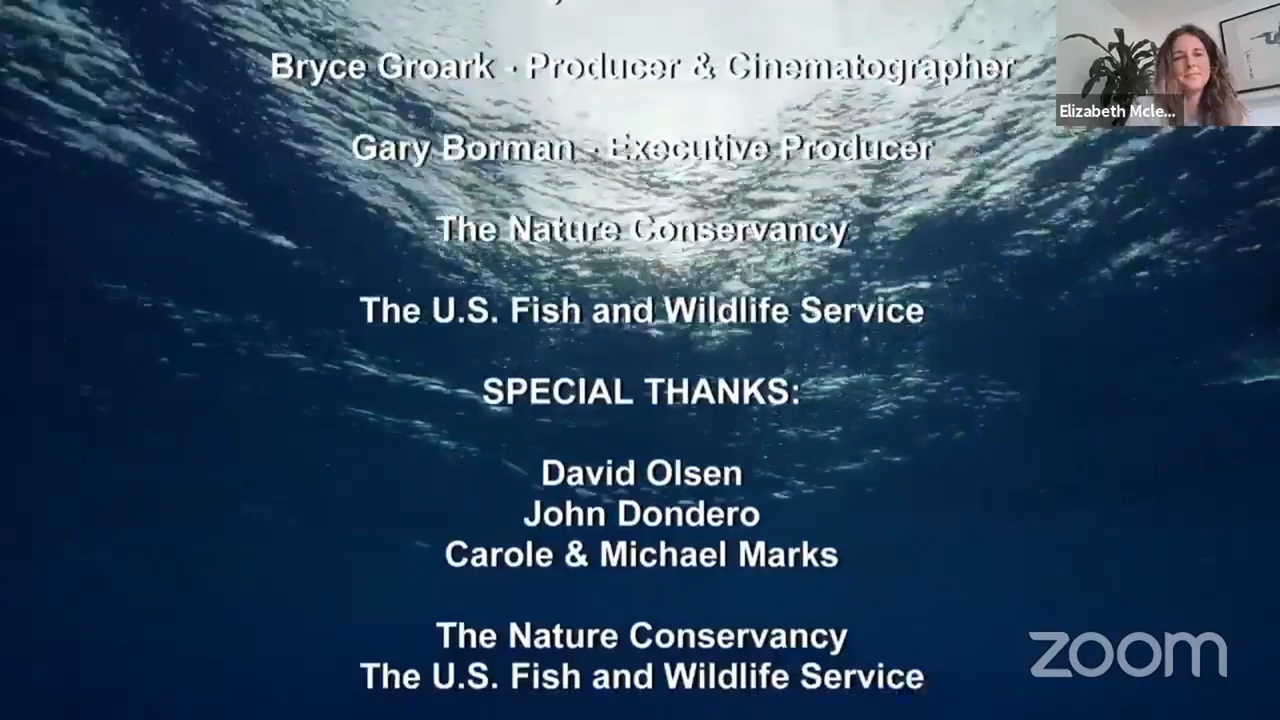 Bryce Groark - Producer & Cinematographer
Elizabeth Mcle...
Gary Borman - Executive Producer
The Nature Conservancy
The U.S. Fish and Wildlife Service
SPECIAL THANKS:
David Olsen
John Dondero
Carole & Michael Marks
The Nature Conservancy
The U.S. Fish and Wildlife Service
zoom